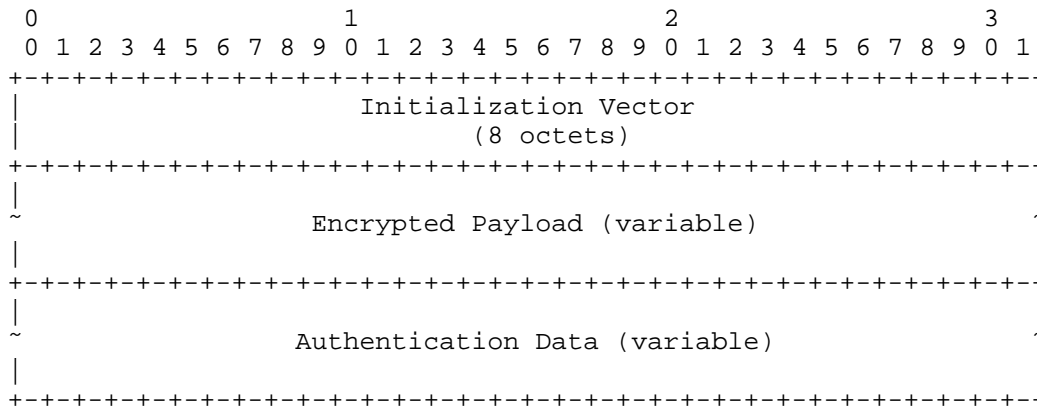 0                   1                   2                   3
 0 1 2 3 4 5 6 7 8 9 0 1 2 3 4 5 6 7 8 9 0 1 2 3 4 5 6 7 8 9 0 1
+-+-+-+-+-+-+-+-+-+-+-+-+-+-+-+-+-+-+-+-+-+-+-+-+-+-+-+-+-+-+-+-
|                     Initialization Vector
|                            (8 octets)
+-+-+-+-+-+-+-+-+-+-+-+-+-+-+-+-+-+-+-+-+-+-+-+-+-+-+-+-+-+-+-+-
|
~                  Encrypted Payload (variable)                 ~
|
+-+-+-+-+-+-+-+-+-+-+-+-+-+-+-+-+-+-+-+-+-+-+-+-+-+-+-+-+-+-+-+-
|
~                 Authentication Data (variable)                ~
|
+-+-+-+-+-+-+-+-+-+-+-+-+-+-+-+-+-+-+-+-+-+-+-+-+-+-+-+-+-+-+-+-